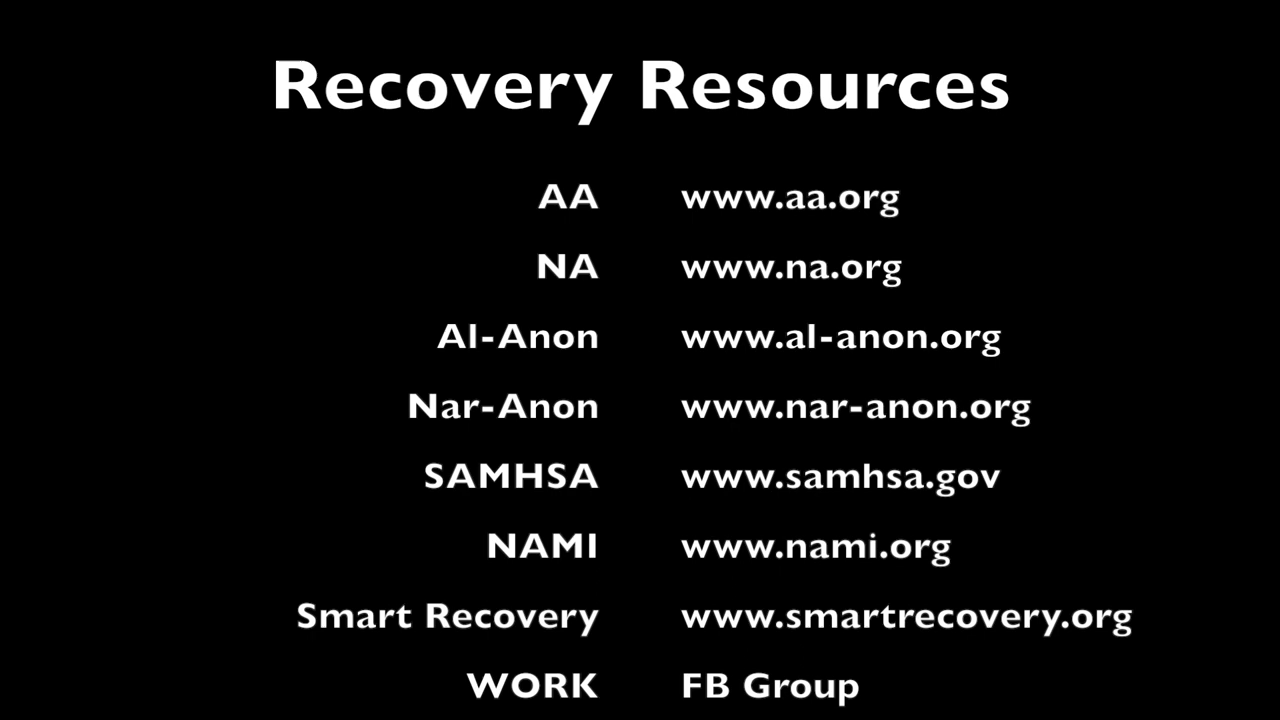 Recovery Resources
AA www.aa.org
NA www.na.org
Al-Anon www.al-anon.org
Nar-Anon www.nar-anon.org
SAMHSA www.samhsa.gov
NAMI www.nami.org
Smart Recovery www.smartrecovery.org
WORK FB Group